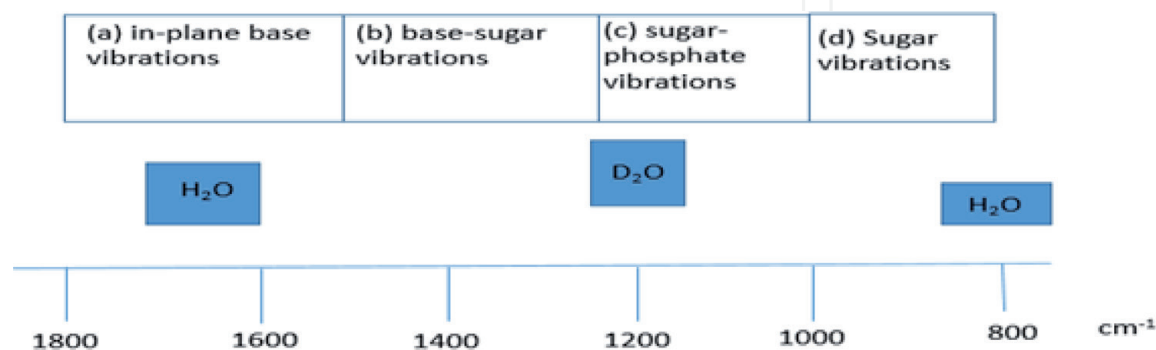 (a) in-plane base
vibrations
(b) base-sugar
vibrations
(c) sugar-
phosphate
vibrations
(d) Sugar
vibrations
H₂O
D₂O
H₂O
1800
1600
1400
1200
1000
800
cm⁻¹